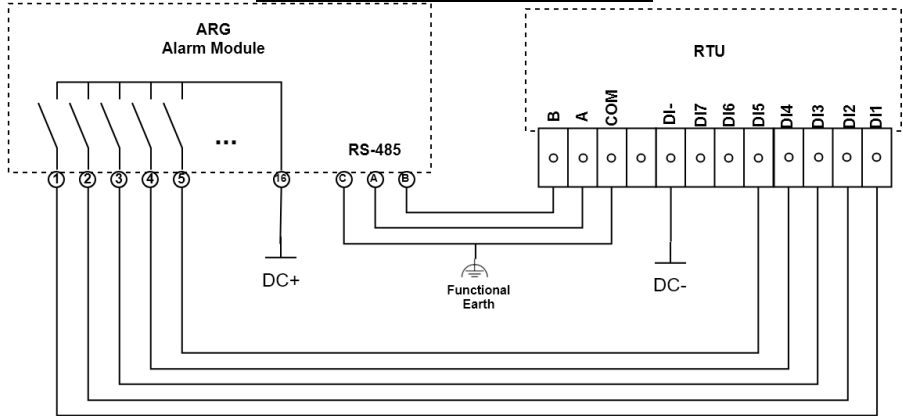 ARG
Alarm Module
RTU
B A COM DI- DI7 DI6 DI5 DI4 DI3 DI2 DI1
...
RS-485
1 2 3 4 5 16 C A B
DC+
Functional
Earth
DC-